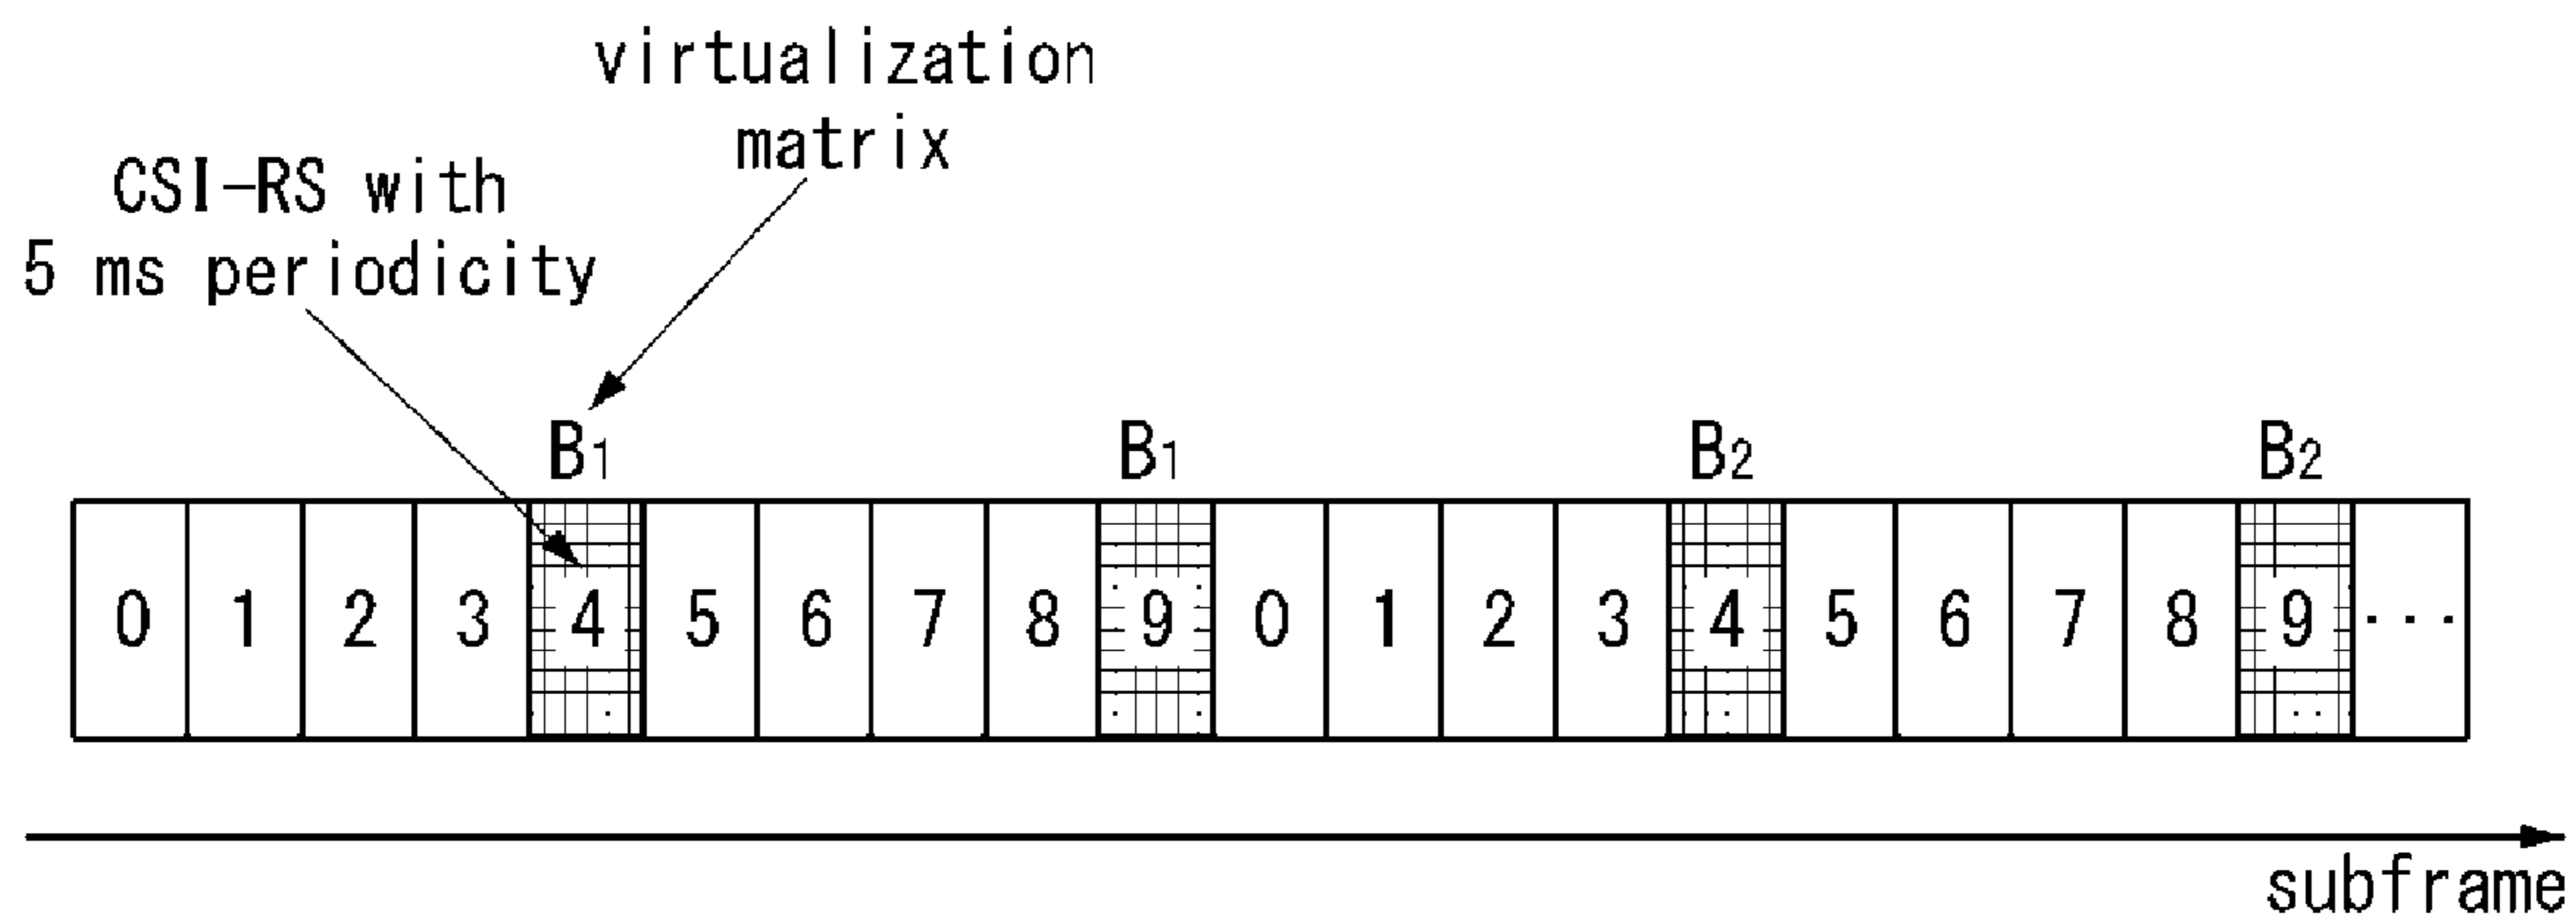 virtualization
matrix
CSI-RS with
5 ms periodicity
B1 B1 B2 B2
0 1 2 3 4 5 6 7 8 9 0 1 2 3 4 5 6 7 8 9 ...
subframe